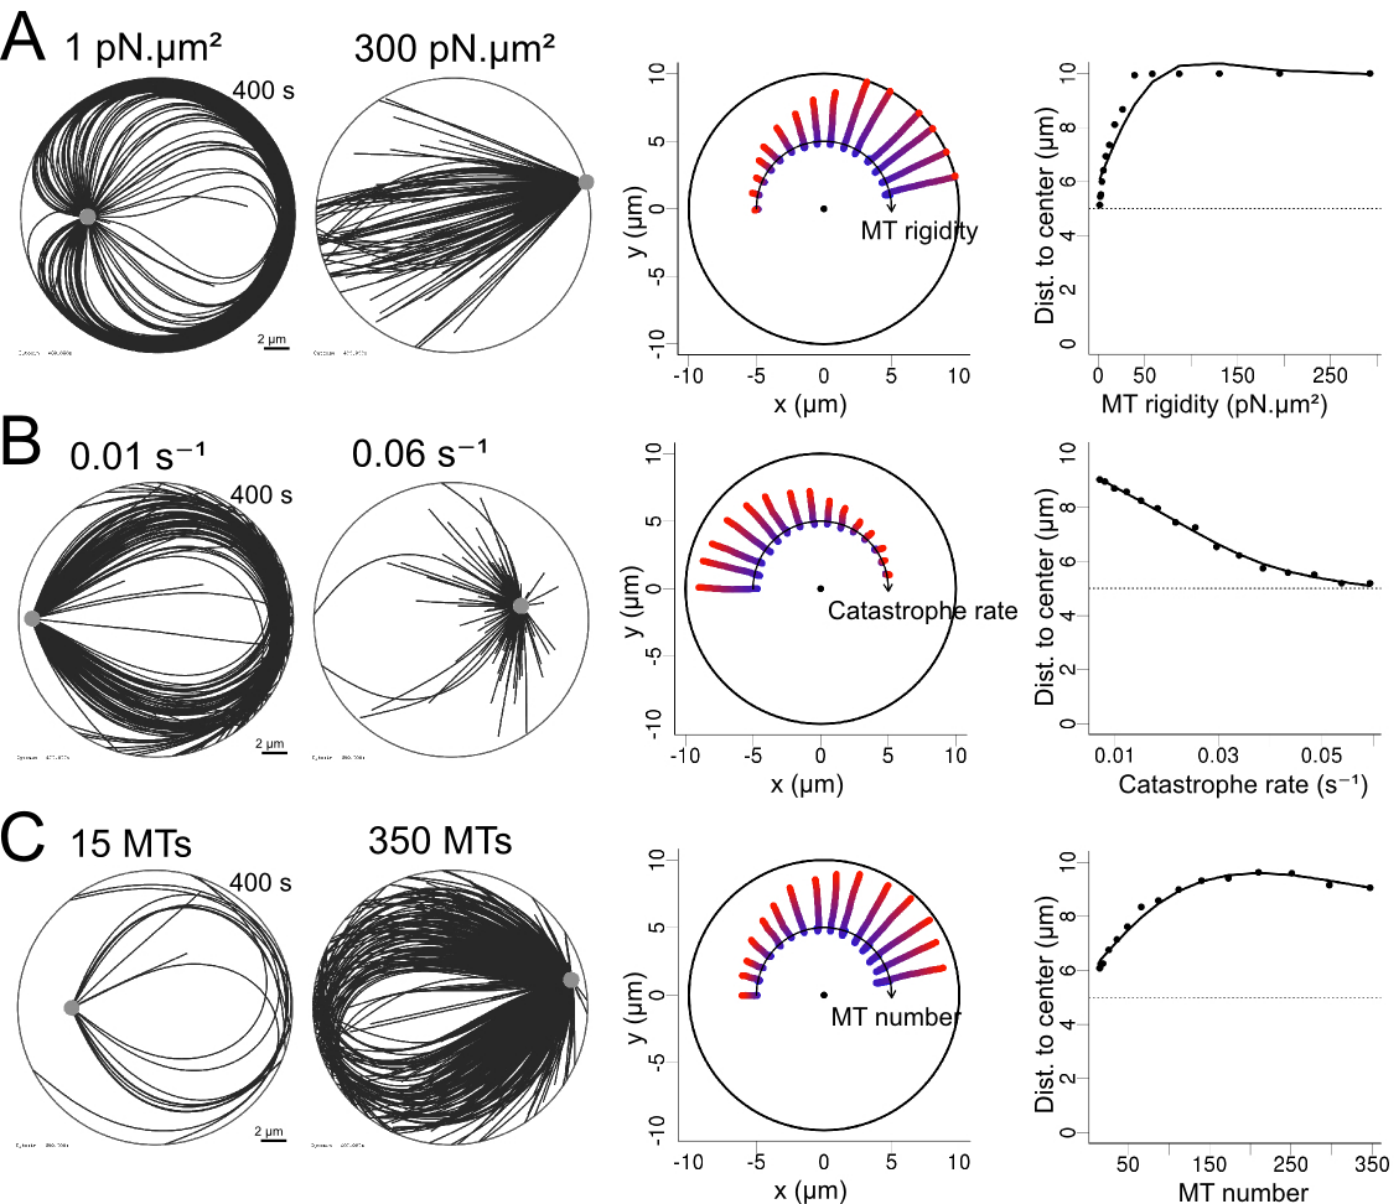 A
1 pN.µm²
300 pN.µm²
400 s
2 µm
y (µm)
10
5
0
-5
-10
MT rigidity
-10 -5 0 5 10
x (µm)
Dist. to center (µm)
10
8
6
4
2
0
0 50 150 250
MT rigidity (pN.µm²)
B
0.01 s⁻¹
0.06 s⁻¹
400 s
2 µm
y (µm)
10
5
0
-5
-10
Catastrophe rate
-10 -5 0 5 10
x (µm)
Dist. to center (µm)
10
8
6
4
2
0
0.01 0.03 0.05
Catastrophe rate (s⁻¹)
C
15 MTs
350 MTs
400 s
2 µm
y (µm)
10
5
0
-5
-10
MT number
-10 -5 0 5 10
x (µm)
Dist. to center (µm)
10
8
6
4
2
0
50 150 250 350
MT number